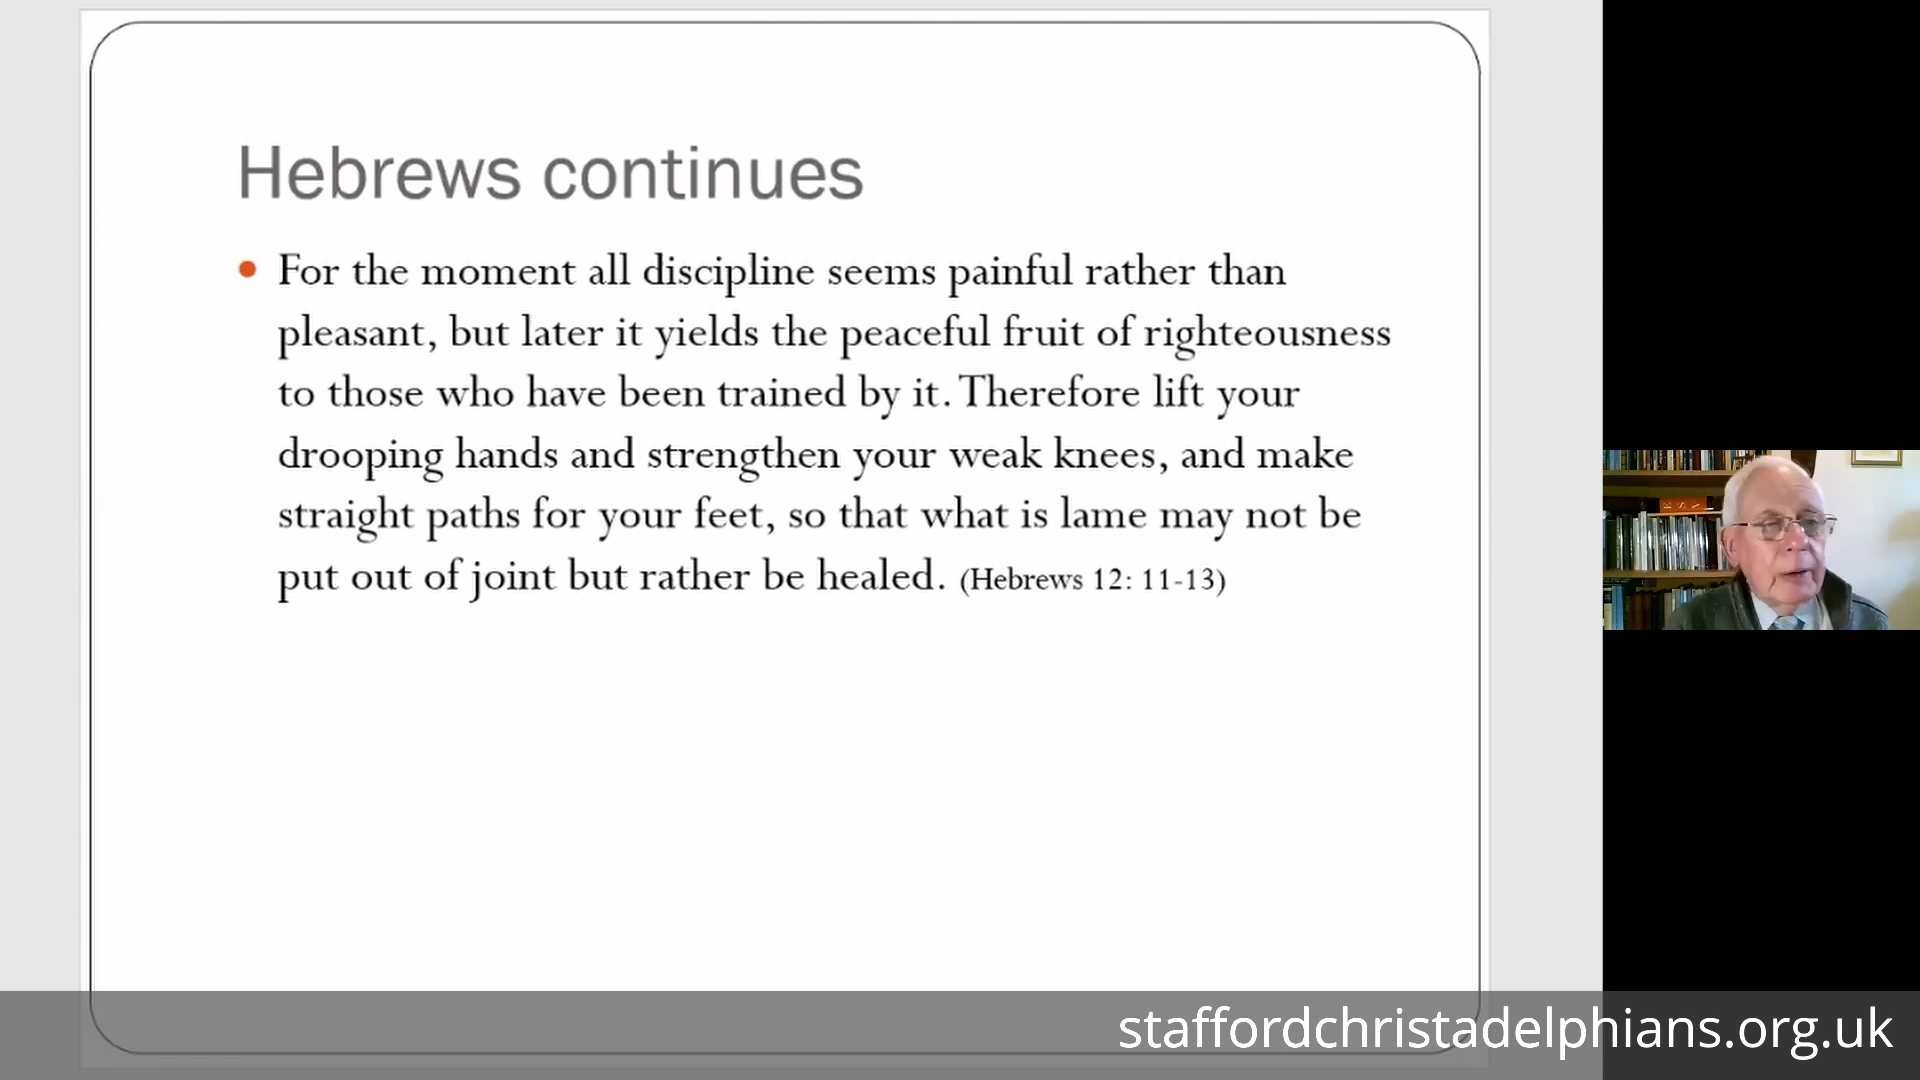 Hebrews continues
• For the moment all discipline seems painful rather than
pleasant, but later it yields the peaceful fruit of righteousness
to those who have been trained by it. Therefore lift your
drooping hands and strengthen your weak knees, and make
straight paths for your feet, so that what is lame may not be
put out of joint but rather be healed. (Hebrews 12: 11-13)
staffordchristadelphians.org.uk